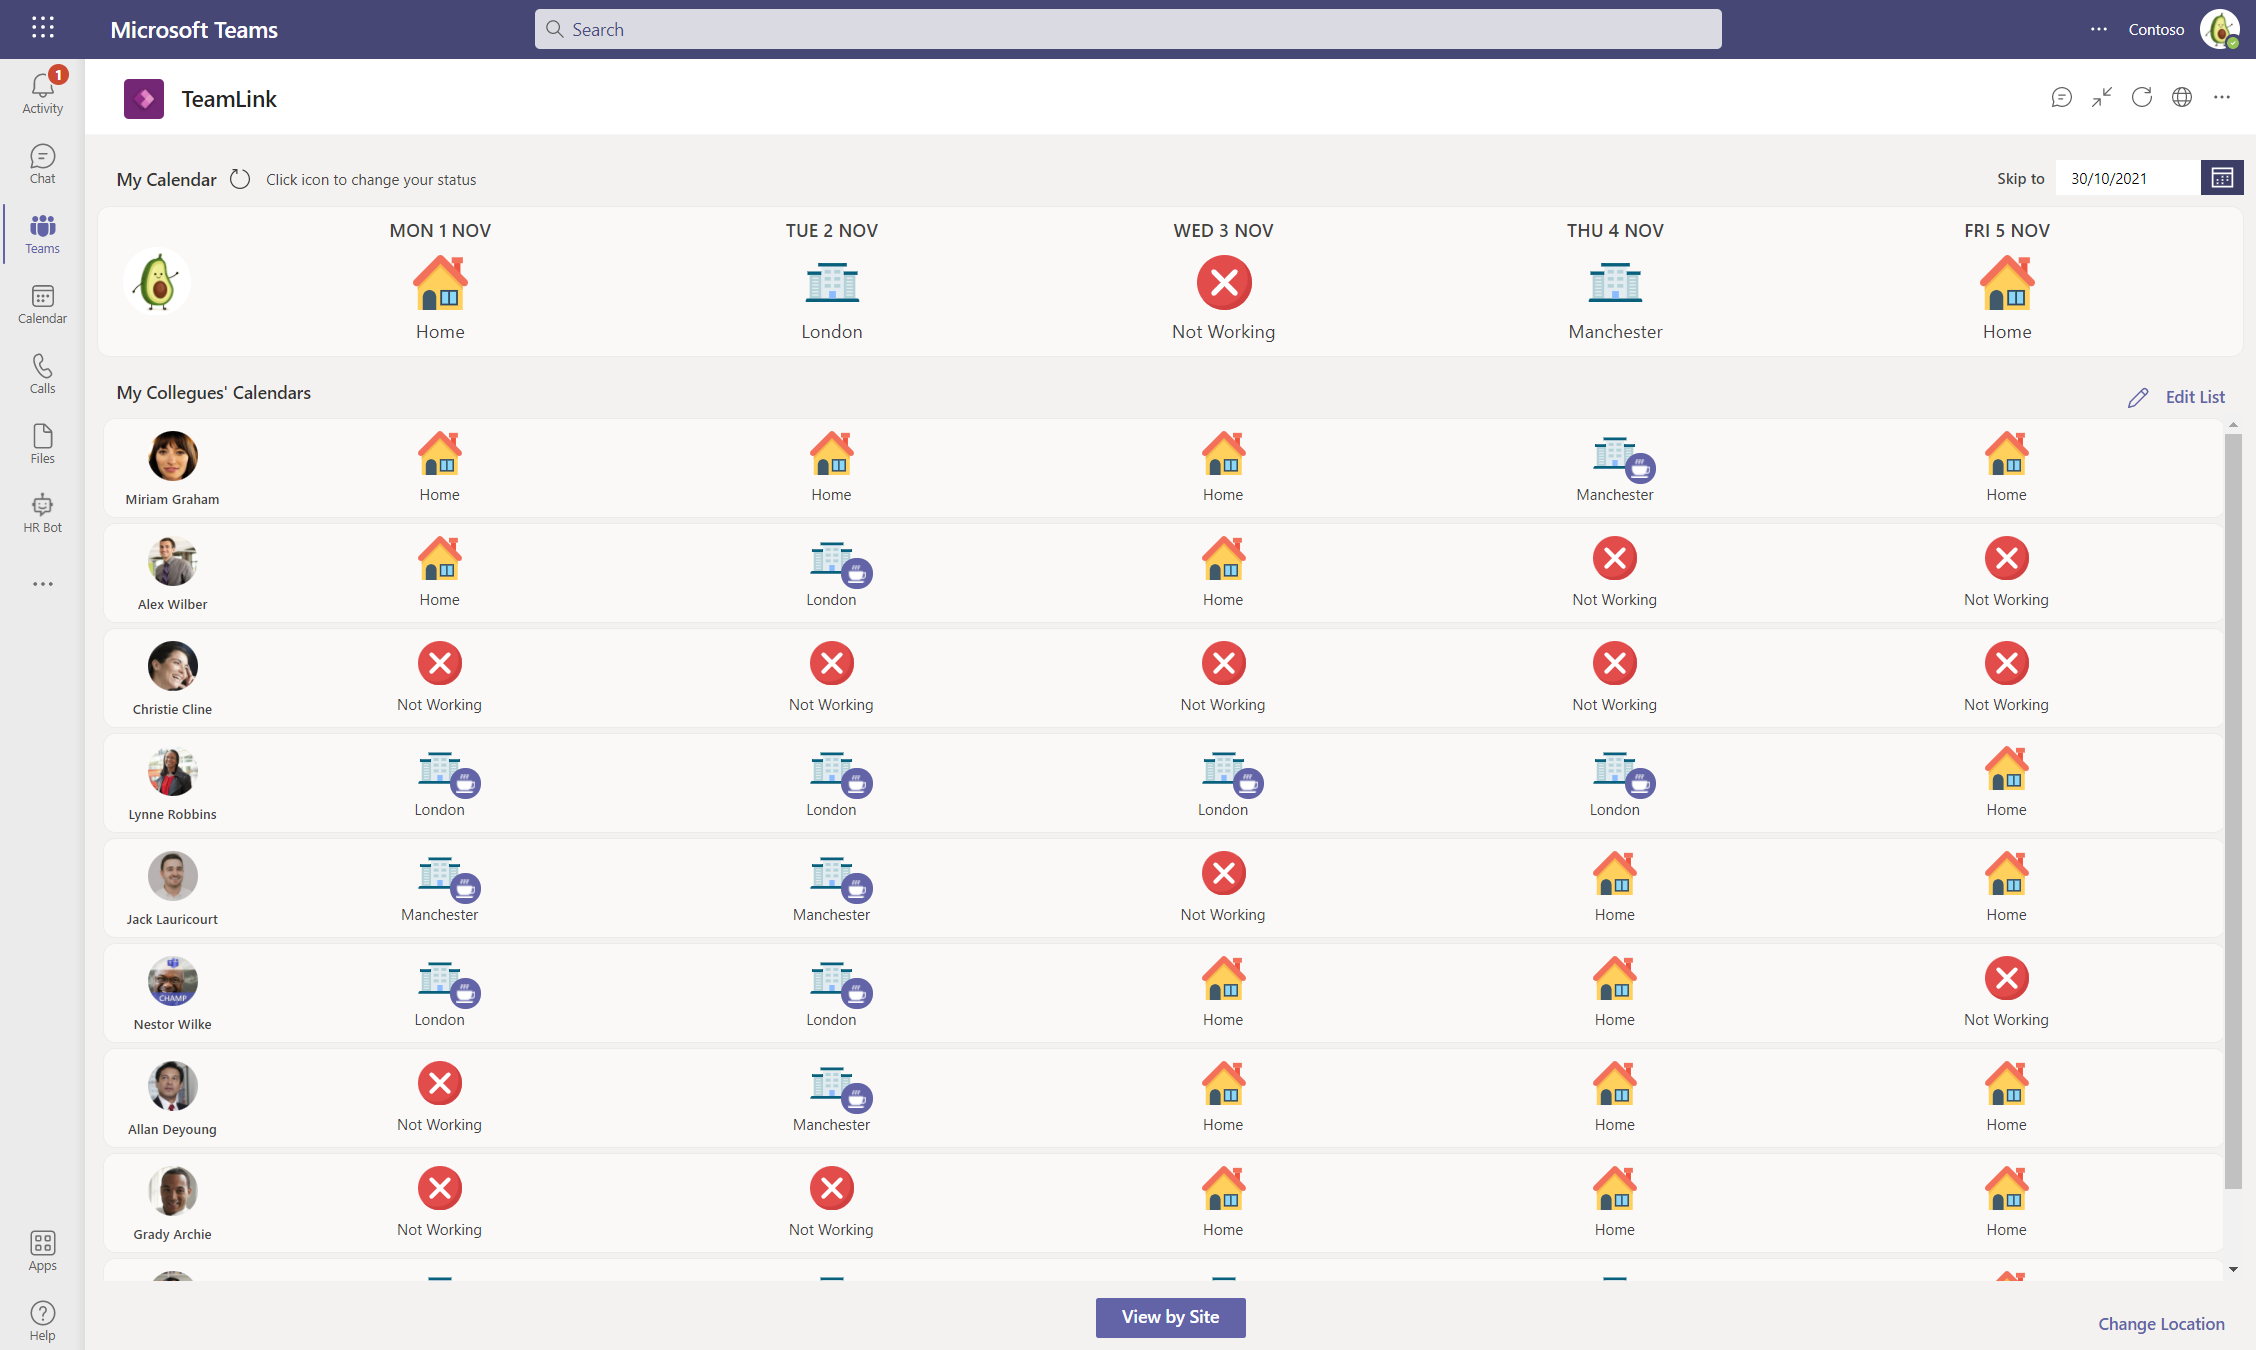 Microsoft Teams
Search
Contoso
1
Activity
Chat
Teams
Calendar
Calls
Files
HR Bot
Apps
Help
TeamLink
My Calendar Click icon to change your status
Skip to 30/10/2021
MON 1 NOV TUE 2 NOV WED 3 NOV THU 4 NOV FRI 5 NOV
Home London Not Working Manchester Home
My Collegues' Calendars
Edit List
Home Home Home Manchester Home
Miriam Graham
Home London Home Not Working Not Working
Alex Wilber
Not Working Not Working Not Working Not Working Not Working
Christie Cline
London London London London Home
Lynne Robbins
Manchester Manchester Not Working Home Home
Jack Lauricourt
CHAMP
London London Home Home Not Working
Nestor Wilke
Not Working Manchester Home Home Home
Allan Deyoung
Not Working Not Working Home Home Home
Grady Archie
View by Site
Change Location